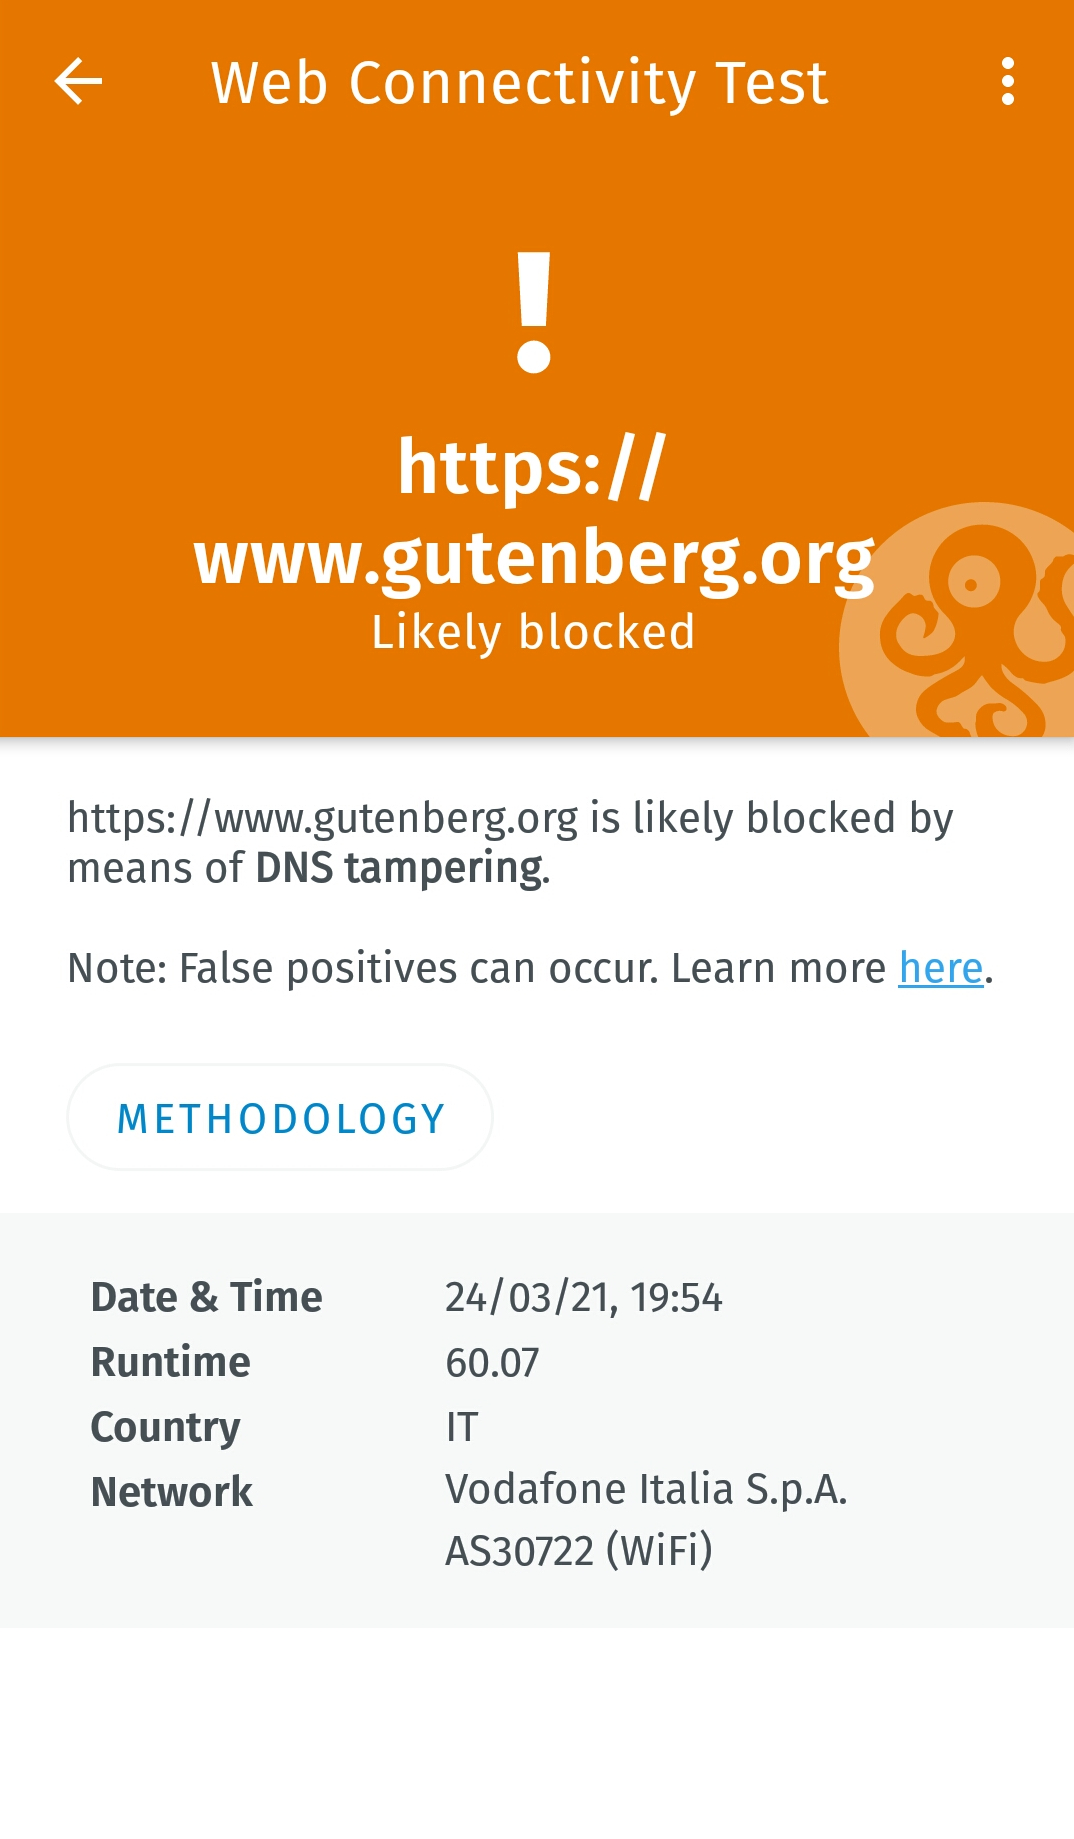 Web Connectivity Test
!
https://
www.gutenberg.org
Likely blocked
https://www.gutenberg.org is likely blocked by
means of DNS tampering.
Note: False positives can occur. Learn more here.
METHODOLOGY
Date & Time 24/03/21, 19:54
Runtime 60.07
Country IT
Network Vodafone Italia S.p.A.
AS30722 (WiFi)